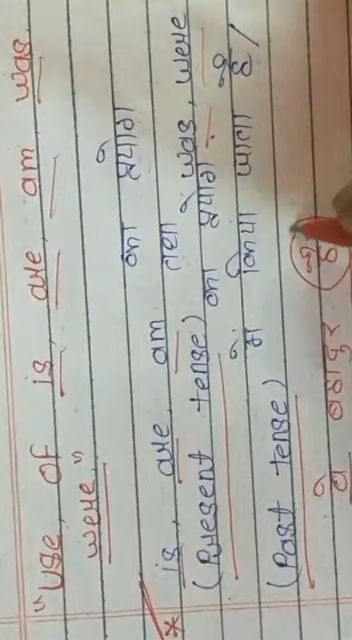 "Use of is, are, am, was,
were"
का प्रयोग
* is, are, am तथा was, were
(Present tense) का प्रयोग :-
(Past tense) में किया जाता है /
वे बहादुर हैं